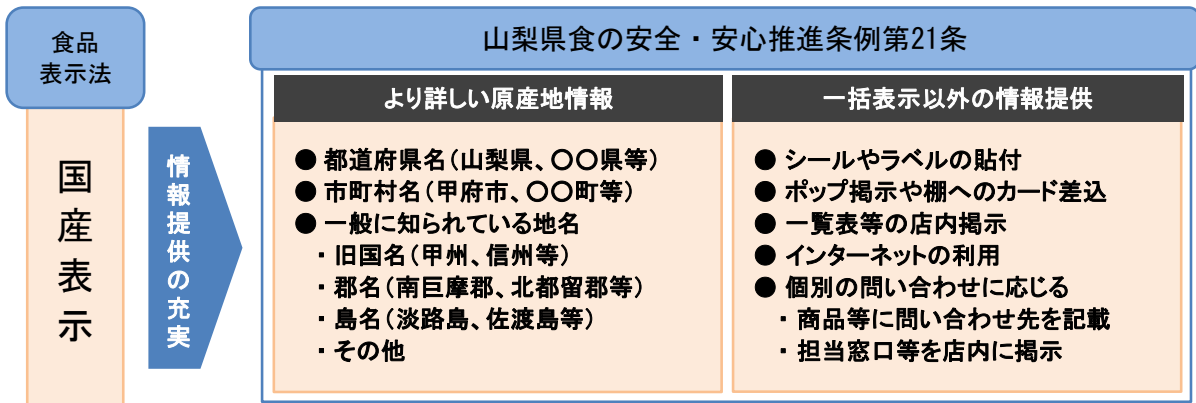 食品
表示法
国産表示
情報提供の充実
山梨県食の安全・安心推進条例第21条
より詳しい原産地情報
● 都道府県名(山梨県、〇〇県等)
● 市町村名(甲府市、〇〇町等)
● 一般に知られている地名
・旧国名(甲州、信州等)
・郡名(南巨摩郡、北都留郡等)
・島名(淡路島、佐渡島等)
・その他
一括表示以外の情報提供
● シールやラベルの貼付
● ポップ掲示や棚へのカード差込
● 一覧表等の店内掲示
● インターネットの利用
● 個別の問い合わせに応じる
・商品等に問い合わせ先を記載
・担当窓口等を店内に掲示